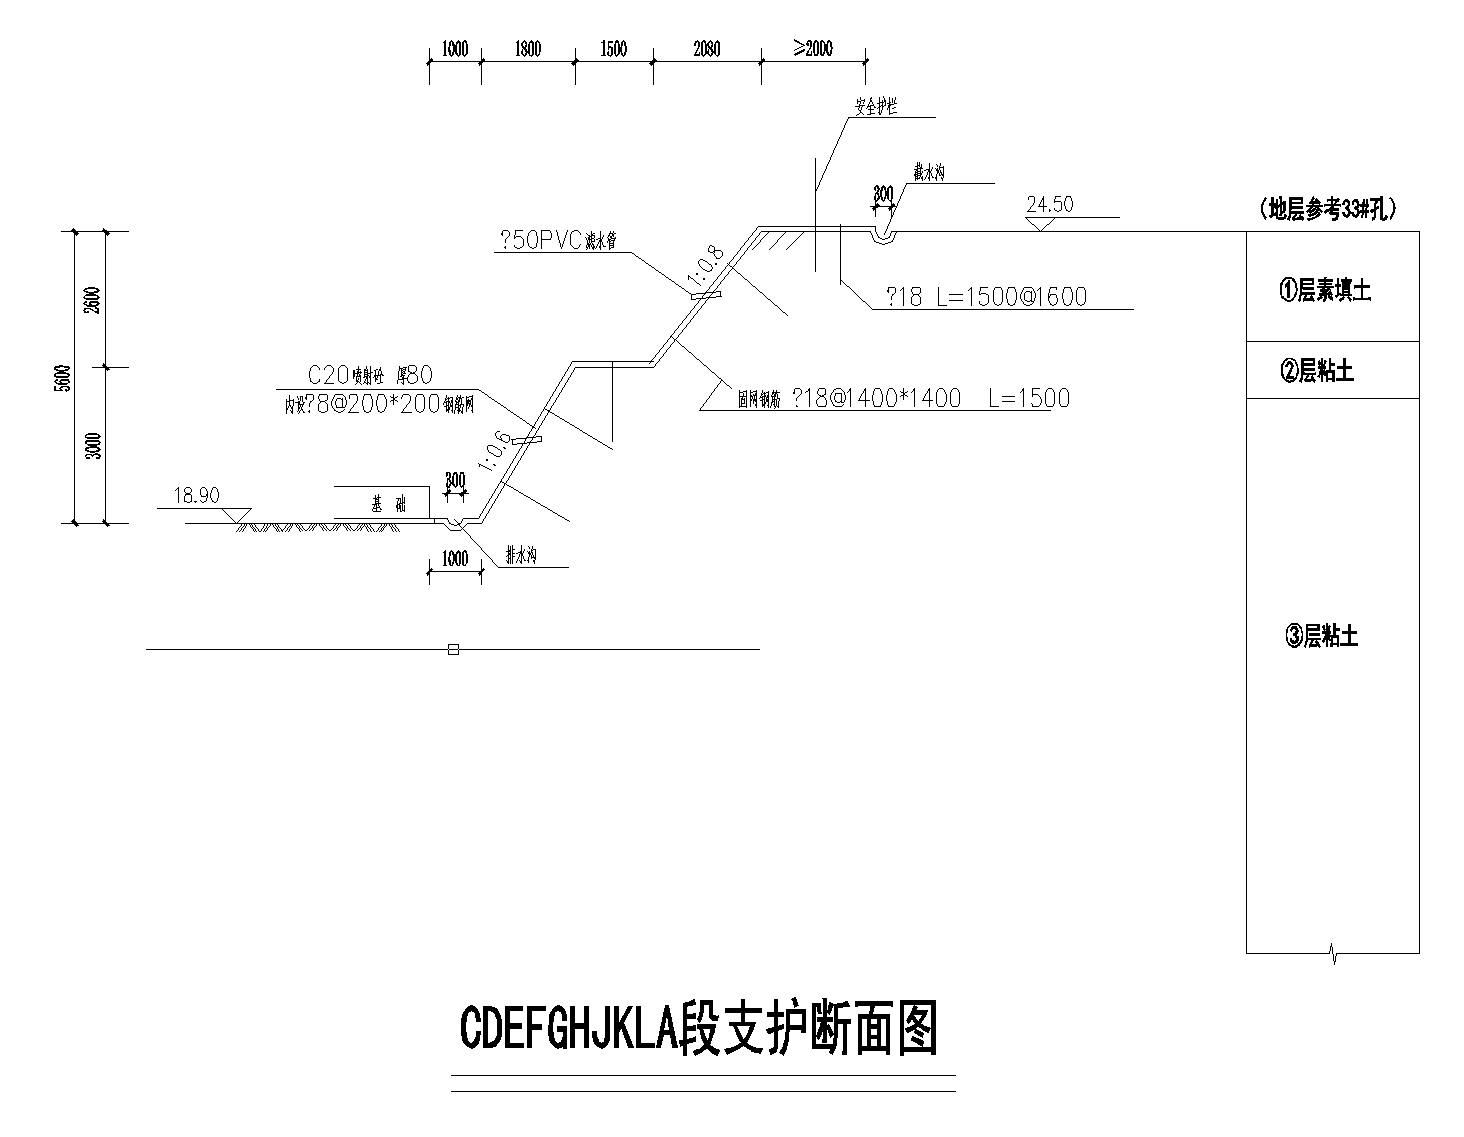 1000 1800 1500 2080 ≥2000
安全护栏
截水沟
300
24.50
(地层参考33#孔)
?50PVC滤水管
1:0.8
①层素填土
?18 L=1500@1600
2600
5600
②层粘土
C20喷射砼 厚80
内设?8@200*200钢筋网
固网钢筋 ?18@1400*1400 L=1500
3000
1:0.6
300
18.90
基 础
排水沟
1000
③层粘土
CDEFGHJKLA段支护断面图